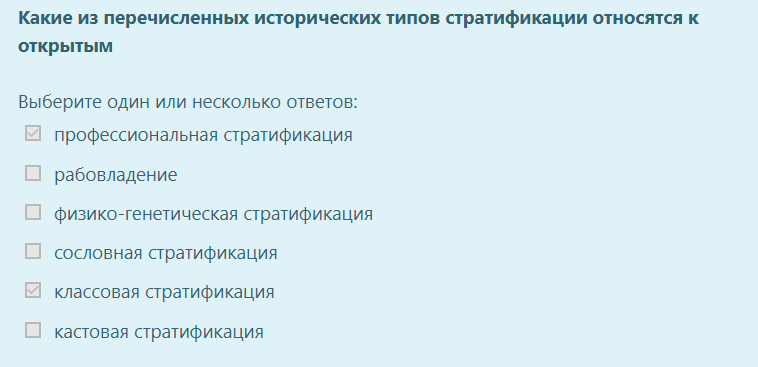 Какие из перечисленных исторических типов стратификации относятся к
открытым
Выберите один или несколько ответов:
профессиональная стратификация
рабовладение
физико-генетическая стратификация
сословная стратификация
классовая стратификация
кастовая стратификация